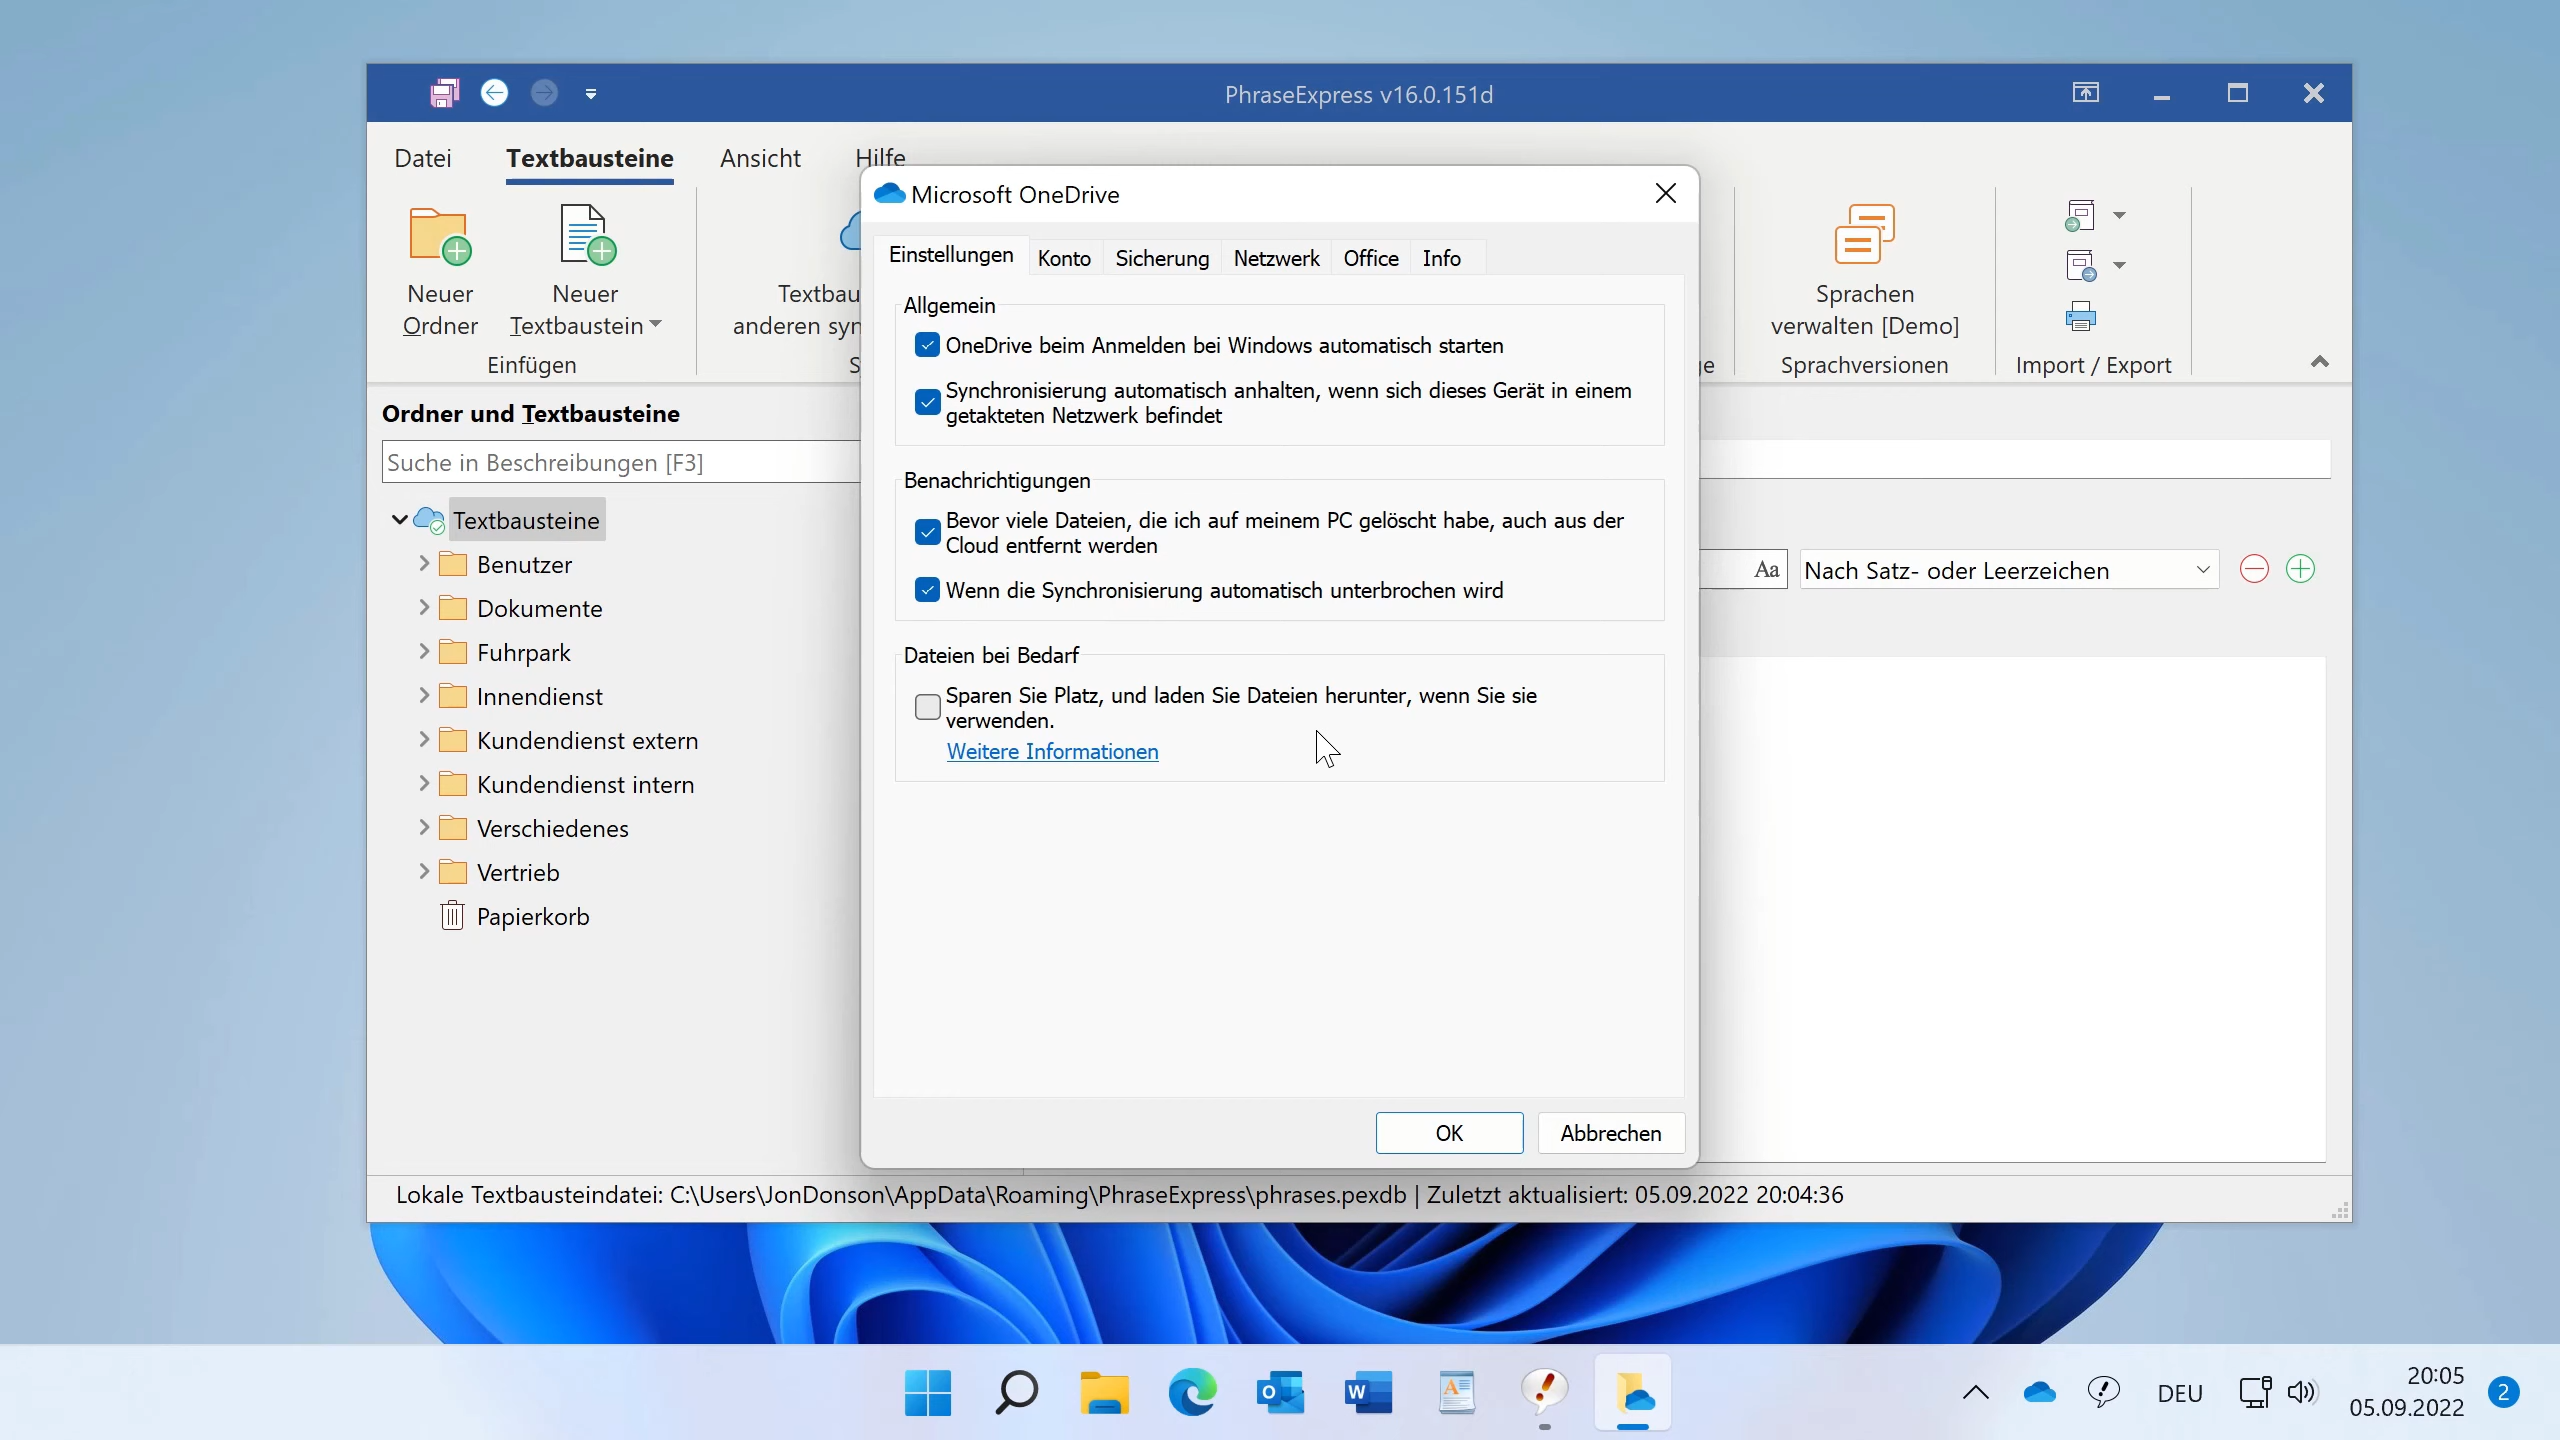 PhraseExpress v16.0.151d
Datei
Textbausteine
Ansicht
Hilfe
Neuer
Ordner
Neuer
Textbaustein
Einfügen
Textbau
anderen syn
S
ge
Sprachen
verwalten [Demo]
Sprachversionen
Import / Export
Ordner und Textbausteine
Suche in Beschreibungen [F3]
Textbausteine
Benutzer
Dokumente
Fuhrpark
Innendienst
Kundendienst extern
Kundendienst intern
Verschiedenes
Vertrieb
Papierkorb
Microsoft OneDrive
Einstellungen
Konto
Sicherung
Netzwerk
Office
Info
Allgemein
OneDrive beim Anmelden bei Windows automatisch starten
Synchronisierung automatisch anhalten, wenn sich dieses Gerät in einem
getakteten Netzwerk befindet
Benachrichtigungen
Bevor viele Dateien, die ich auf meinem PC gelöscht habe, auch aus der
Cloud entfernt werden
Wenn die Synchronisierung automatisch unterbrochen wird
Dateien bei Bedarf
Sparen Sie Platz, und laden Sie Dateien herunter, wenn Sie sie
verwenden.
Weitere Informationen
OK
Abbrechen
Aa
Nach Satz- oder Leerzeichen
Lokale Textbausteindatei: C:\Users\JonDonson\AppData\Roaming\PhraseExpress\phrases.pexdb | Zuletzt aktualisiert: 05.09.2022 20:04:36
DEU
20:05
05.09.2022
2